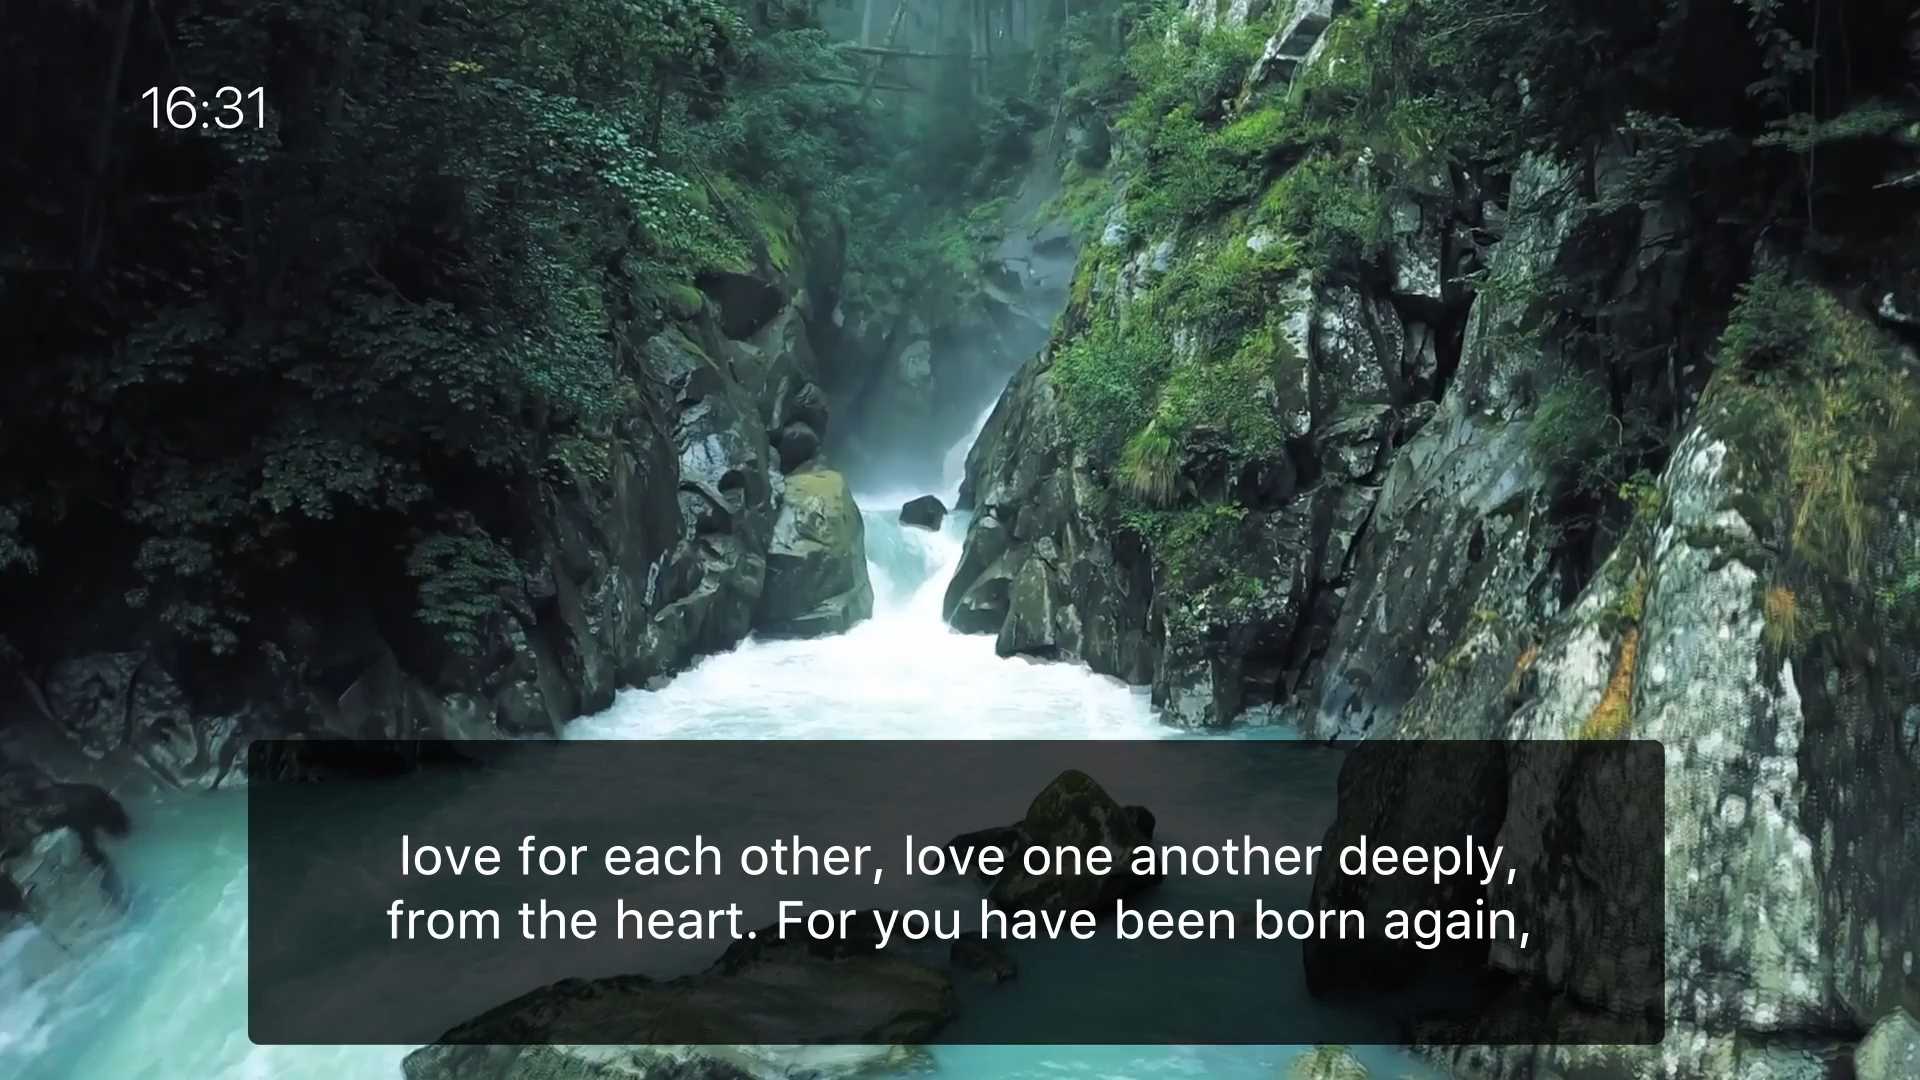 16:31
love for each other, love one another deeply,
from the heart. For you have been born again,